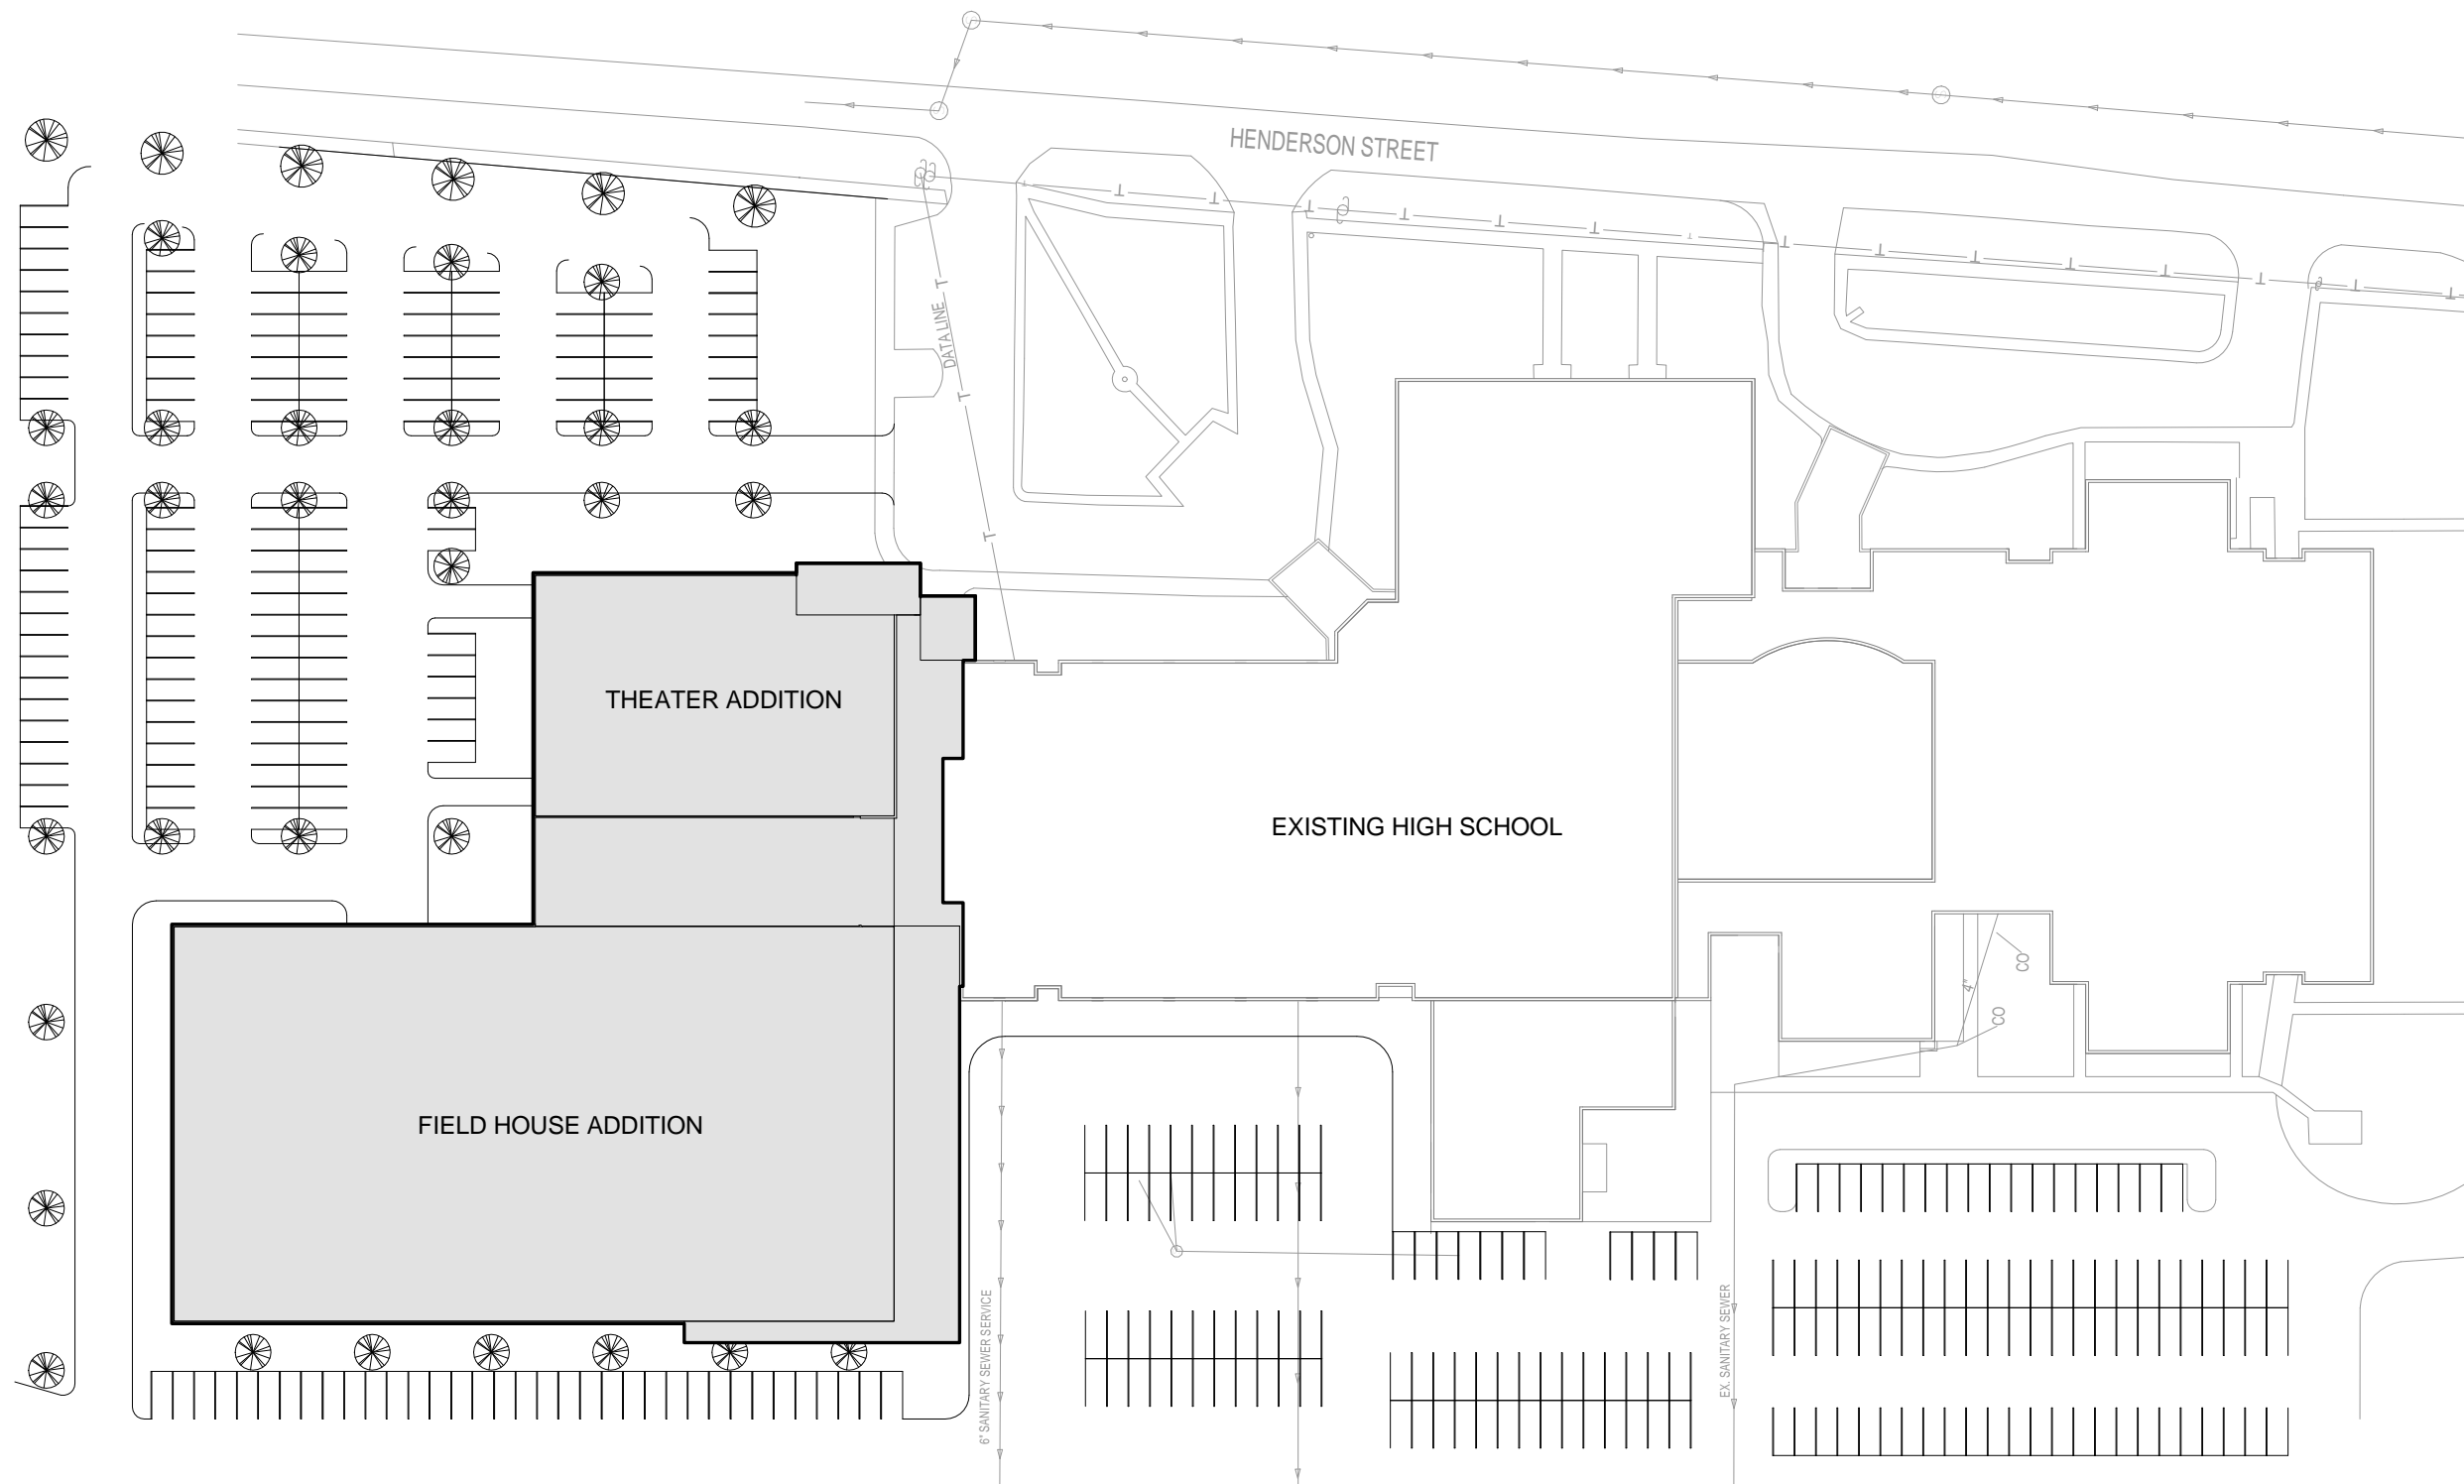 HENDERSON STREET
DATA LINE
THEATER ADDITION
EXISTING HIGH SCHOOL
CO
4"
CO
FIELD HOUSE ADDITION
6" SANITARY SEWER SERVICE
EX. SANITARY SEWER